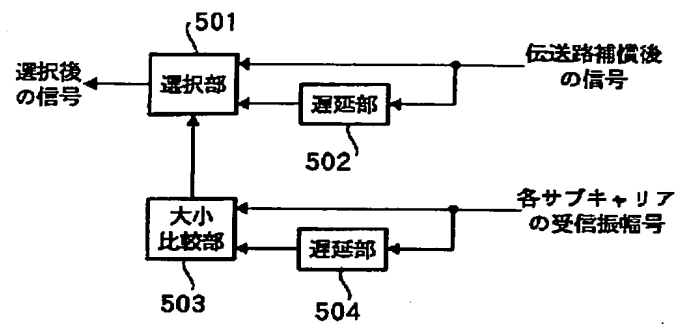 501
選択後
の信号
選択部
伝送路補償後
の信号
遅延部
502
大小
比較部
各サブキャリア
の受信振幅号
遅延部
503
504